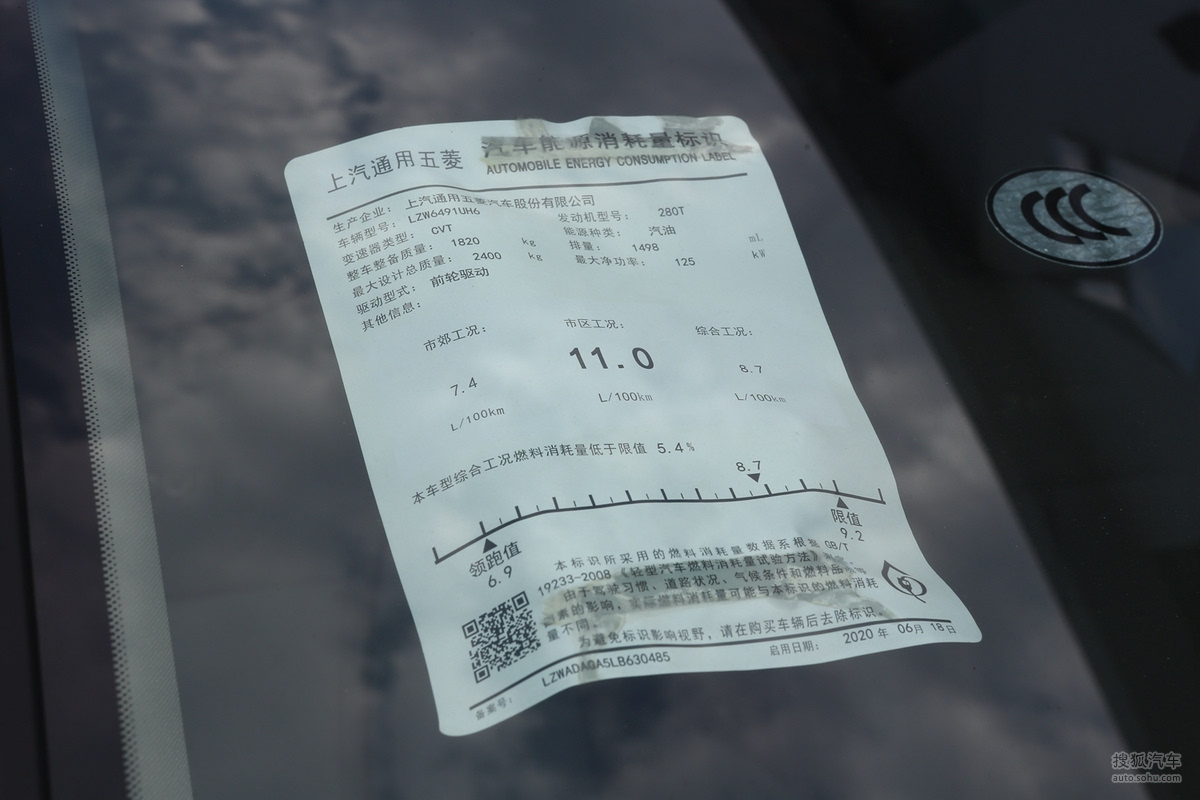 上汽通用五菱 汽车能源消耗量标识
AUTOMOBILE ENERGY CONSUMPTION LABEL
生产企业: 上汽通用五菱汽车股份有限公司
车辆型号: LZW6491UH6 发动机型号: 280T
变速器类型: CVT 能源种类: 汽油
整车整备质量: 1820 kg 排量: 1498 mL
最大设计总质量: 2400 kg 最大净功率: 125 kW
驱动型式: 前轮驱动
其他信息:
市郊工况: 市区工况: 综合工况:
7.4 11.0 8.7
L/100km L/100km L/100km
本车型综合工况燃料消耗量低于限值 5.4%
8.7
领跑值 限值
6.9 9.2
本标识所采用的燃料消耗量数据系根据 GB/T
19233-2008《轻型汽车燃料消耗量试验方法》
由于驾驶习惯、道路状况、气候条件和燃料品 等
素的影响,实际燃料消耗量可能与本标识的燃料消耗
量不同。
为避免标识影响视野,请在购买车辆后去除标识。
备案号: LZWADAGA5LB630485 启用日期: 2020 年 06月 18日
搜狐汽车
auto.sohu.com